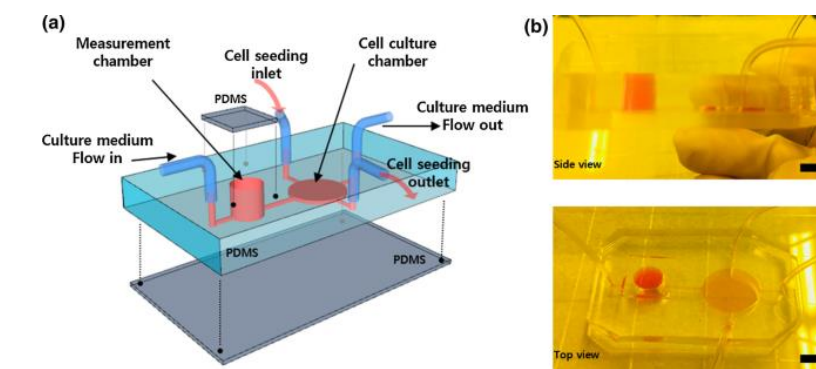 (a)
Measurement
chamber
Cell seeding
inlet
Cell culture
chamber
PDMS
Culture medium
Flow in
Culture medium
Flow out
Cell seeding
outlet
PDMS
PDMS
(b)
Side view
Top view